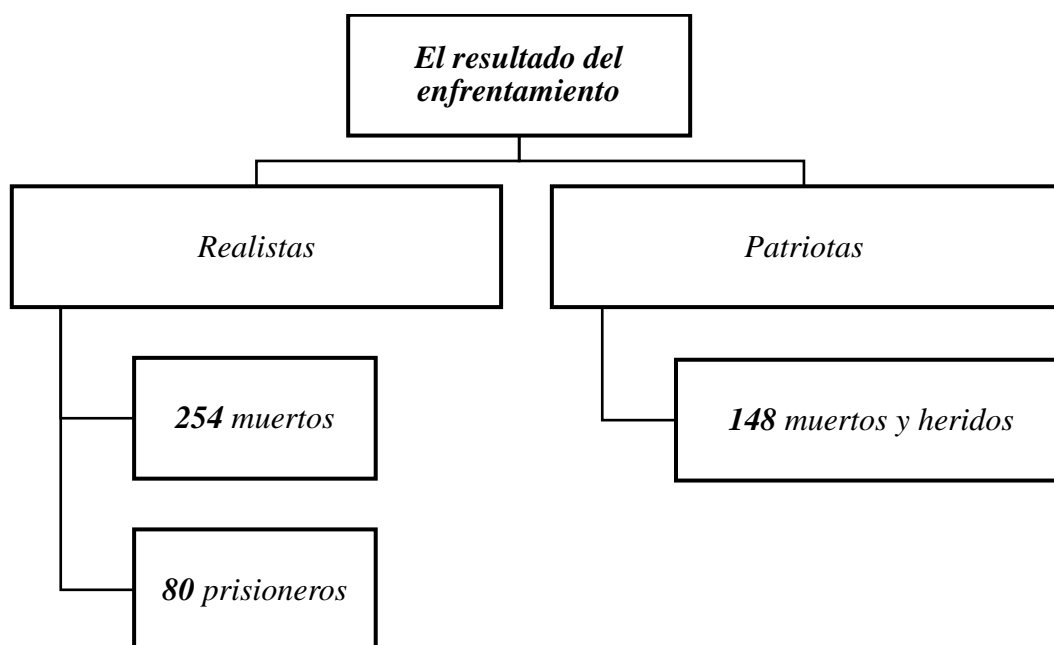 El resultado del
enfrentamiento
Realistas
Patriotas
254 muertos
148 muertos y heridos
80 prisioneros